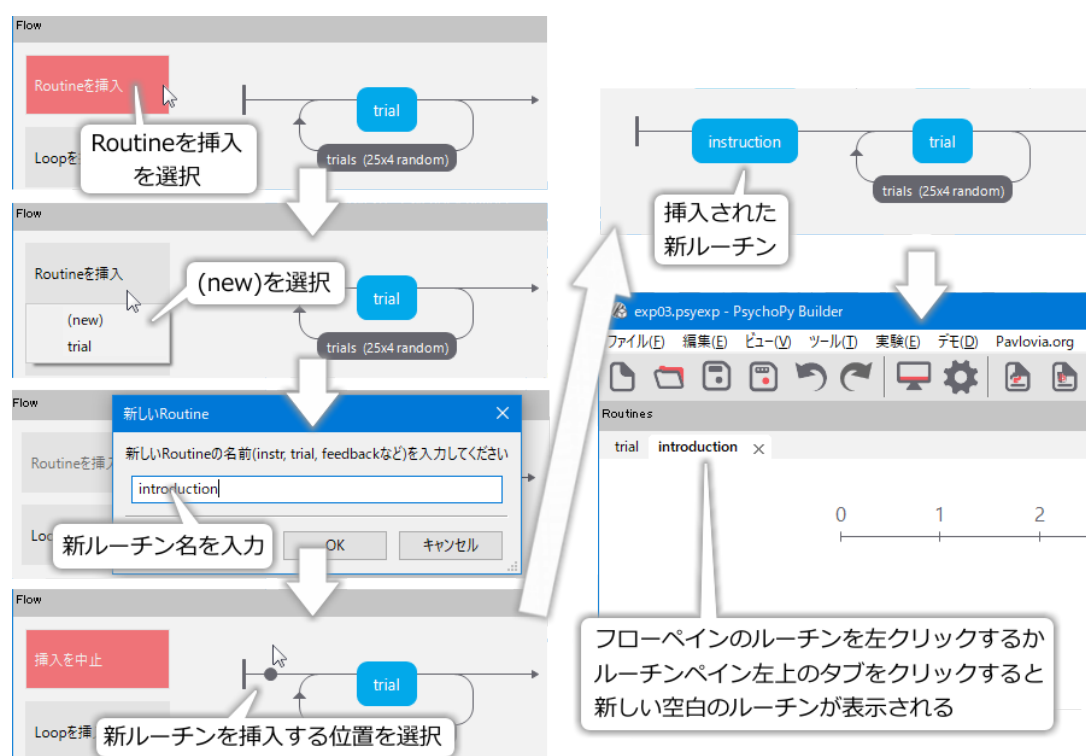 Flow
Routineを挿入
trial
Routineを挿入
を選択
Loopを
trials (25x4 random)
Flow
Routineを挿入
(new)を選択
trial
(new)
trial
trials (25x4 random)
Flow
新しいRoutine
新しいRoutineの名前(instr, trial, feedbackなど)を入力してください
Routineを挿入
introduction
新ルーチン名を入力
OK
キャンセル
Flow
挿入を中止
trial
Loopを挿
新ルーチンを挿入する位置を選択
instruction
trial
trials (25x4 random)
挿入された
新ルーチン
exp03.psyexp - PsychoPy Builder
ファイル(F) 編集(E) ビュー(V) ツール(T) 実験(E) デモ(D) Pavlovia.org
Routines
trial introduction
0 1 2
フローペインのルーチンを左クリックするか
ルーチンペイン左上のタブをクリックすると
新しい空白のルーチンが表示される